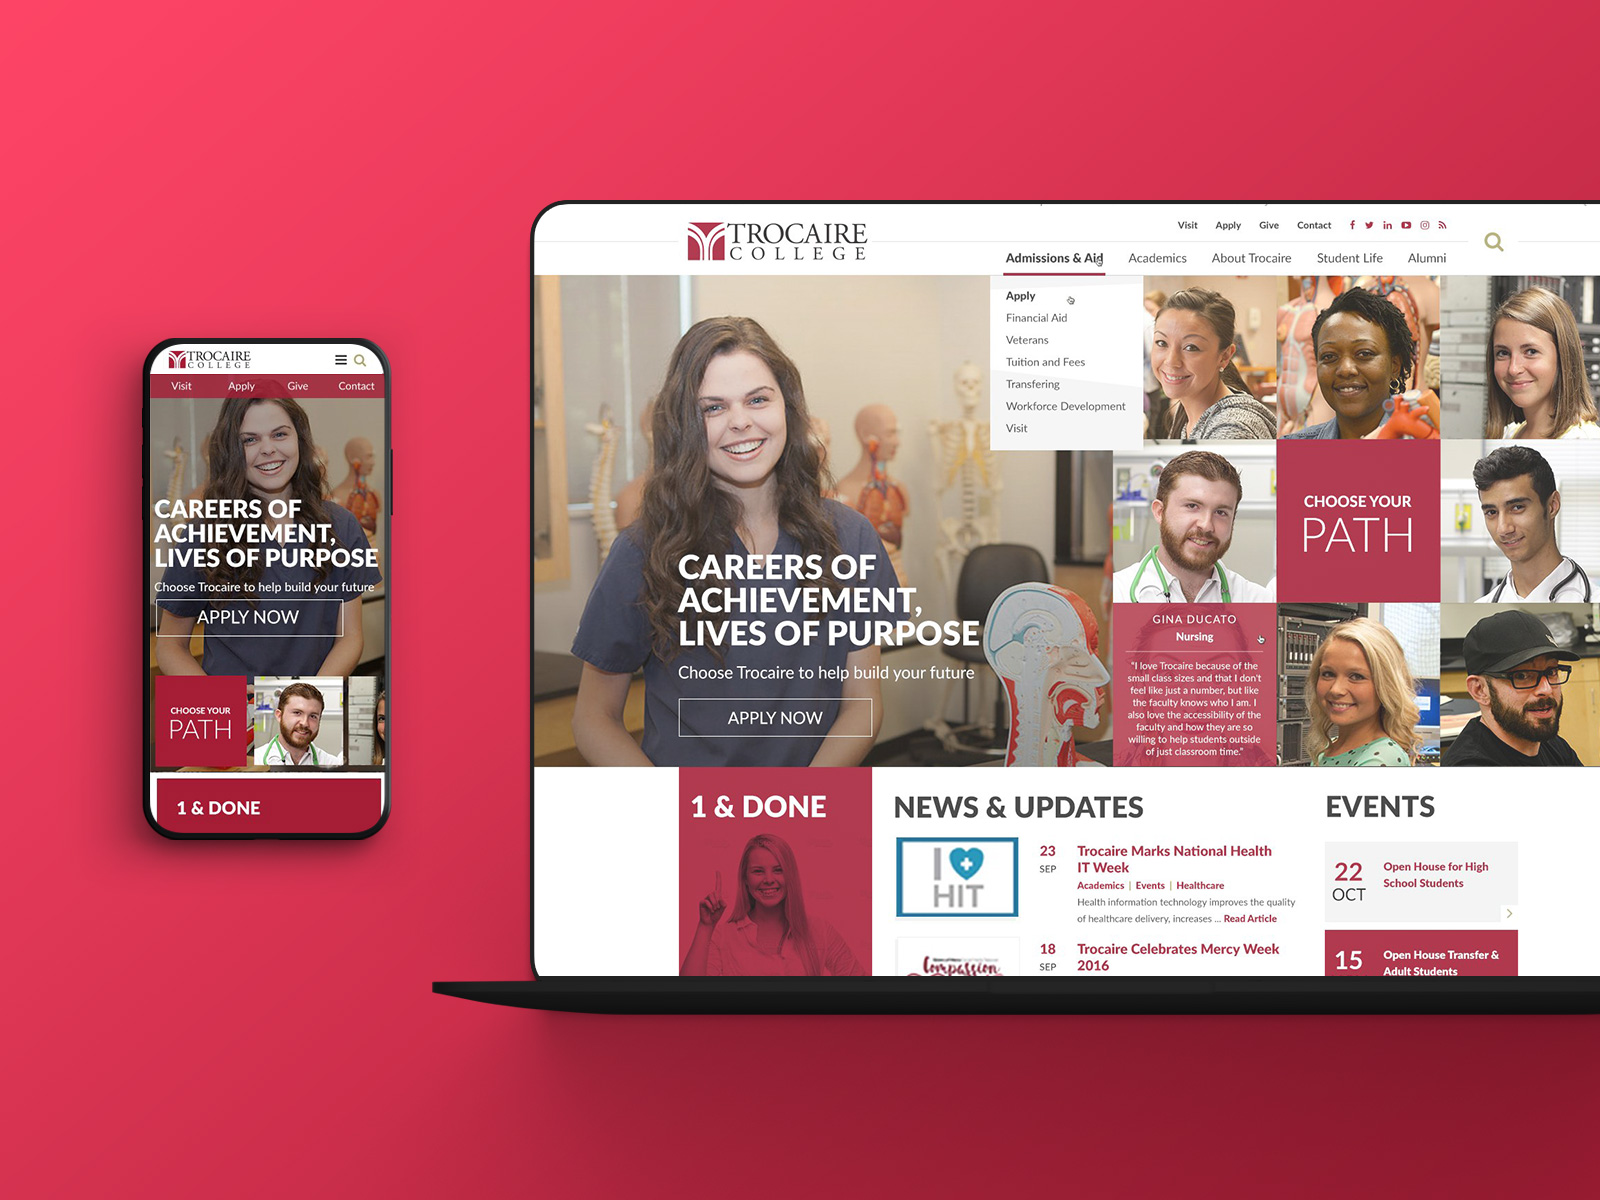 TROCAIRE
COLLEGE
Visit Apply Give Contact
CAREERS OF
ACHIEVEMENT,
LIVES OF PURPOSE
Choose Trocaire to help build your future
APPLY NOW
CHOOSE YOUR
PATH
1 & DONE
TROCAIRE
COLLEGE
Visit Apply Give Contact
Admissions & Aid Academics About Trocaire Student Life Alumni
Apply
Financial Aid
Veterans
Tuition and Fees
Transfering
Workforce Development
Visit
CAREERS OF
ACHIEVEMENT,
LIVES OF PURPOSE
Choose Trocaire to help build your future
APPLY NOW
CHOOSE YOUR
PATH
GINA DUCATO
Nursing
"I love Trocaire because of the
small class sizes and that I don't
feel like just a number, but like
the faculty knows who I am. I
also love the accessibility of the
faculty and how they are so
willing to help students outside
of just classroom time."
1 & DONE
NEWS & UPDATES
I
HIT
23
SEP
Trocaire Marks National Health
IT Week
Academics | Events | Healthcare
Health information technology improves the quality
of healthcare delivery, increases ... Read Article
Compassion
18
SEP
Trocaire Celebrates Mercy Week
2016
EVENTS
22
OCT
Open House for High
School Students
15
Open House Transfer &
Adult Students